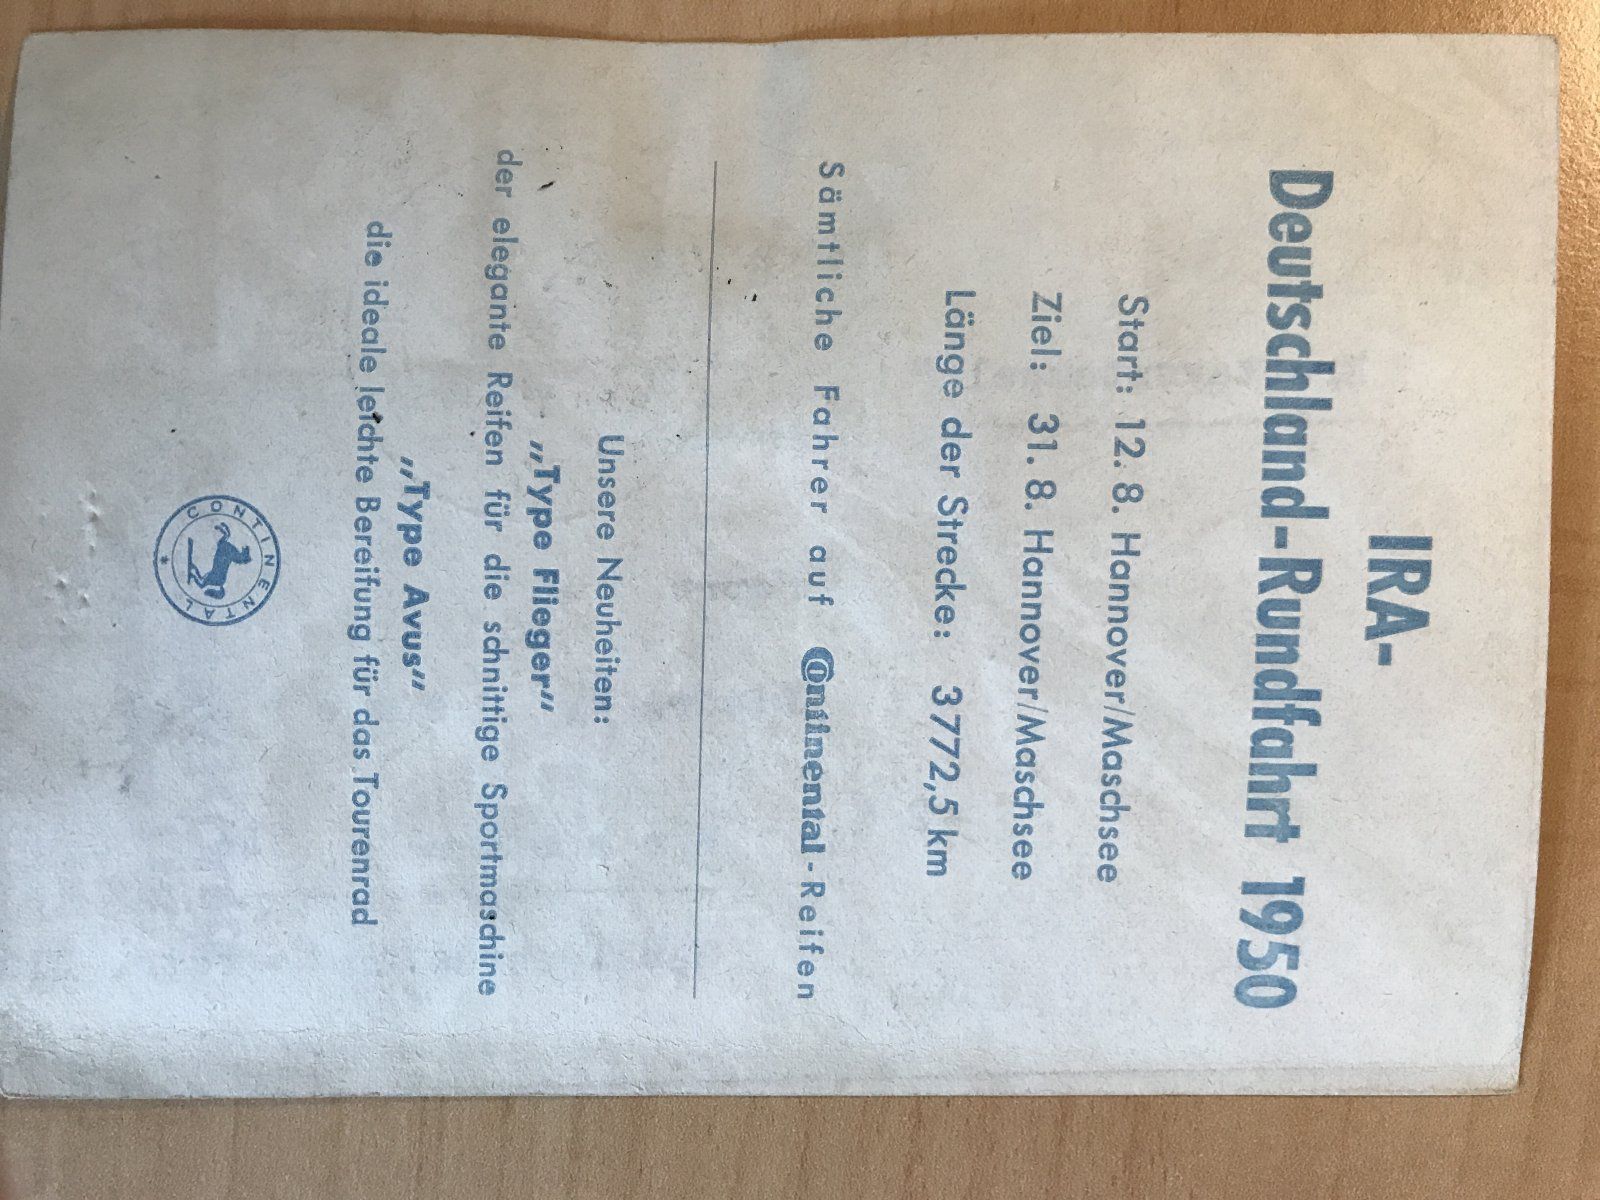 IRA-
Deutschland-Rundfahrt 1950
Start: 12. 8. Hannover/Maschsee
Ziel: 31. 8. Hannover/Maschsee
Länge der Strecke: 3772,5 km
Sämtliche Fahrer auf Continental-Reifen
Unsere Neuheiten:
„Type Flieger“
der elegante Reifen für die schnittige Sportmaschine
„Type Avus“
die ideale leichte Bereifung für das Tourenrad
CONTINENTAL *